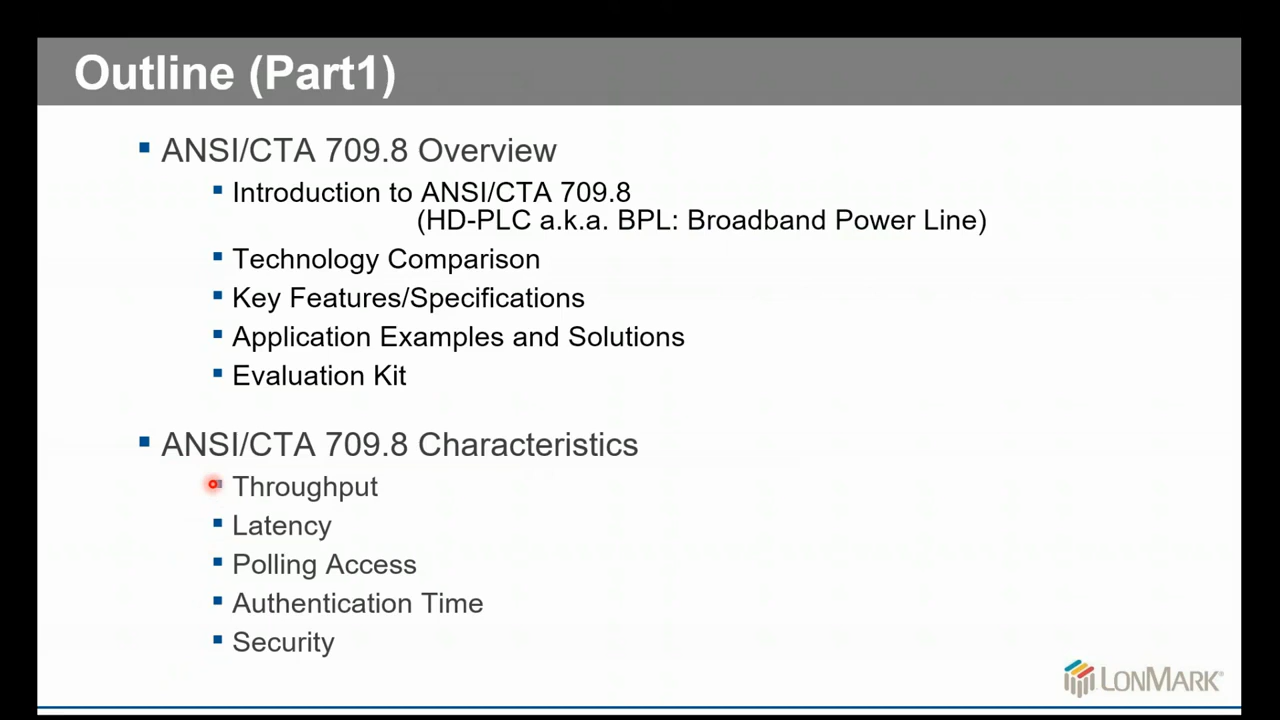 Outline (Part1)
ANSI/CTA 709.8 Overview
Introduction to ANSI/CTA 709.8
(HD-PLC a.k.a. BPL: Broadband Power Line)
Technology Comparison
Key Features/Specifications
Application Examples and Solutions
Evaluation Kit
ANSI/CTA 709.8 Characteristics
Throughput
Latency
Polling Access
Authentication Time
Security
LONMARK®